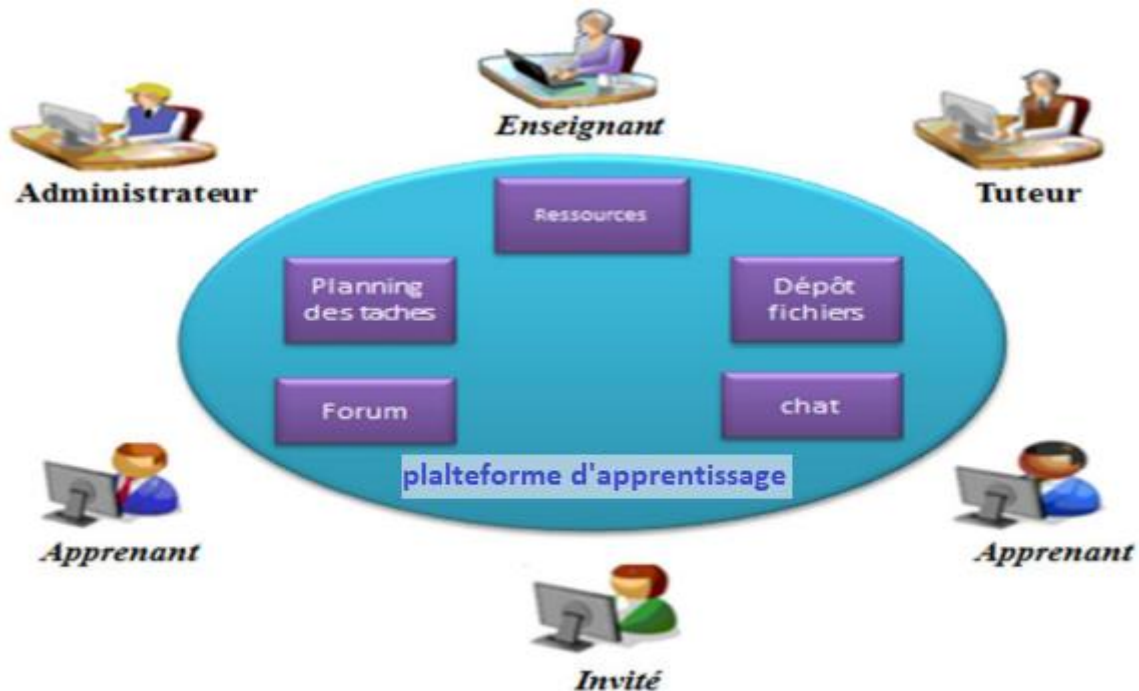 Enseignant
Administrateur
Tuteur
Ressources
Planning
des taches
Dépôt
fichiers
Forum
chat
plalteforme d'apprentissage
Apprenant
Apprenant
Invité